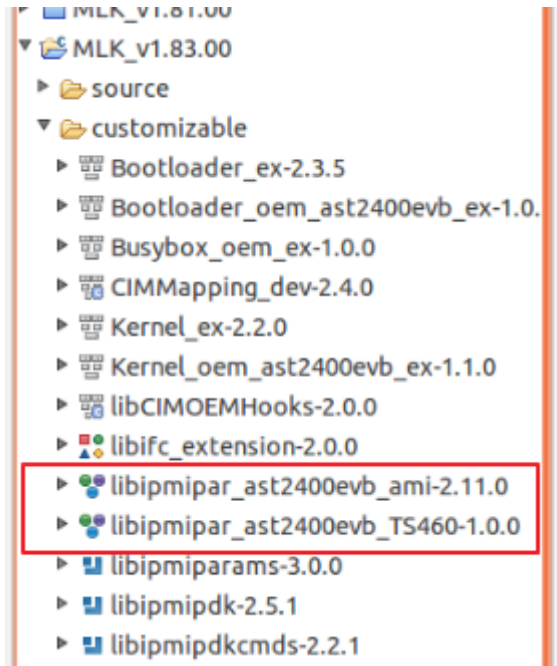 MLK_v1.81.00
MLK_v1.83.00
source
customizable
Bootloader_ex-2.3.5
Bootloader_oem_ast2400evb_ex-1.0.
Busybox_oem_ex-1.0.0
CIMMapping_dev-2.4.0
Kernel_ex-2.2.0
Kernel_oem_ast2400evb_ex-1.1.0
libCIMOEMHooks-2.0.0
libifc_extension-2.0.0
libipmipar_ast2400evb_ami-2.11.0
libipmipar_ast2400evb_TS460-1.0.0
libipmiparams-3.0.0
libipmipdk-2.5.1
libipmipdkcmds-2.2.1